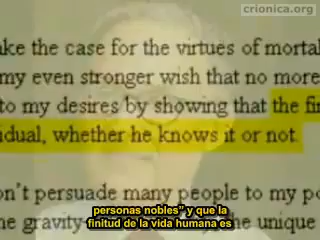 crionica.org
ake the case for the virtues of mortal
my even stronger wish that no more
to my desires by showing that the fi
idual, whether he knows it or not.
on't persuade many people to my po
he gravity the unique
personas nobles” y que la
finitud de la vida humana es